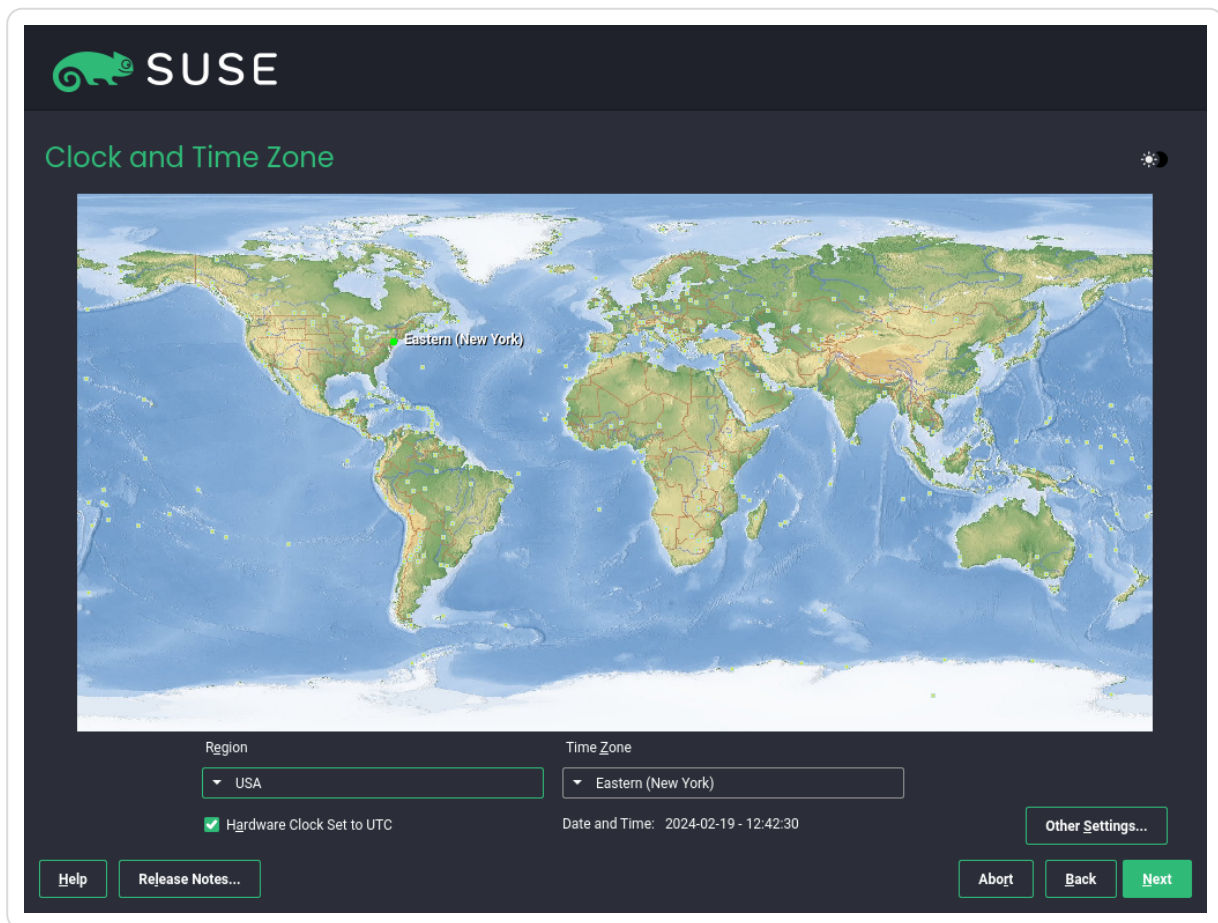 SUSE
Clock and Time Zone
Eastern (New York)
Region
Time Zone
USA
Eastern (New York)
Hardware Clock Set to UTC
Date and Time: 2024-02-19 - 12:42:30
Other Settings...
Help
Release Notes...
Abort
Back
Next